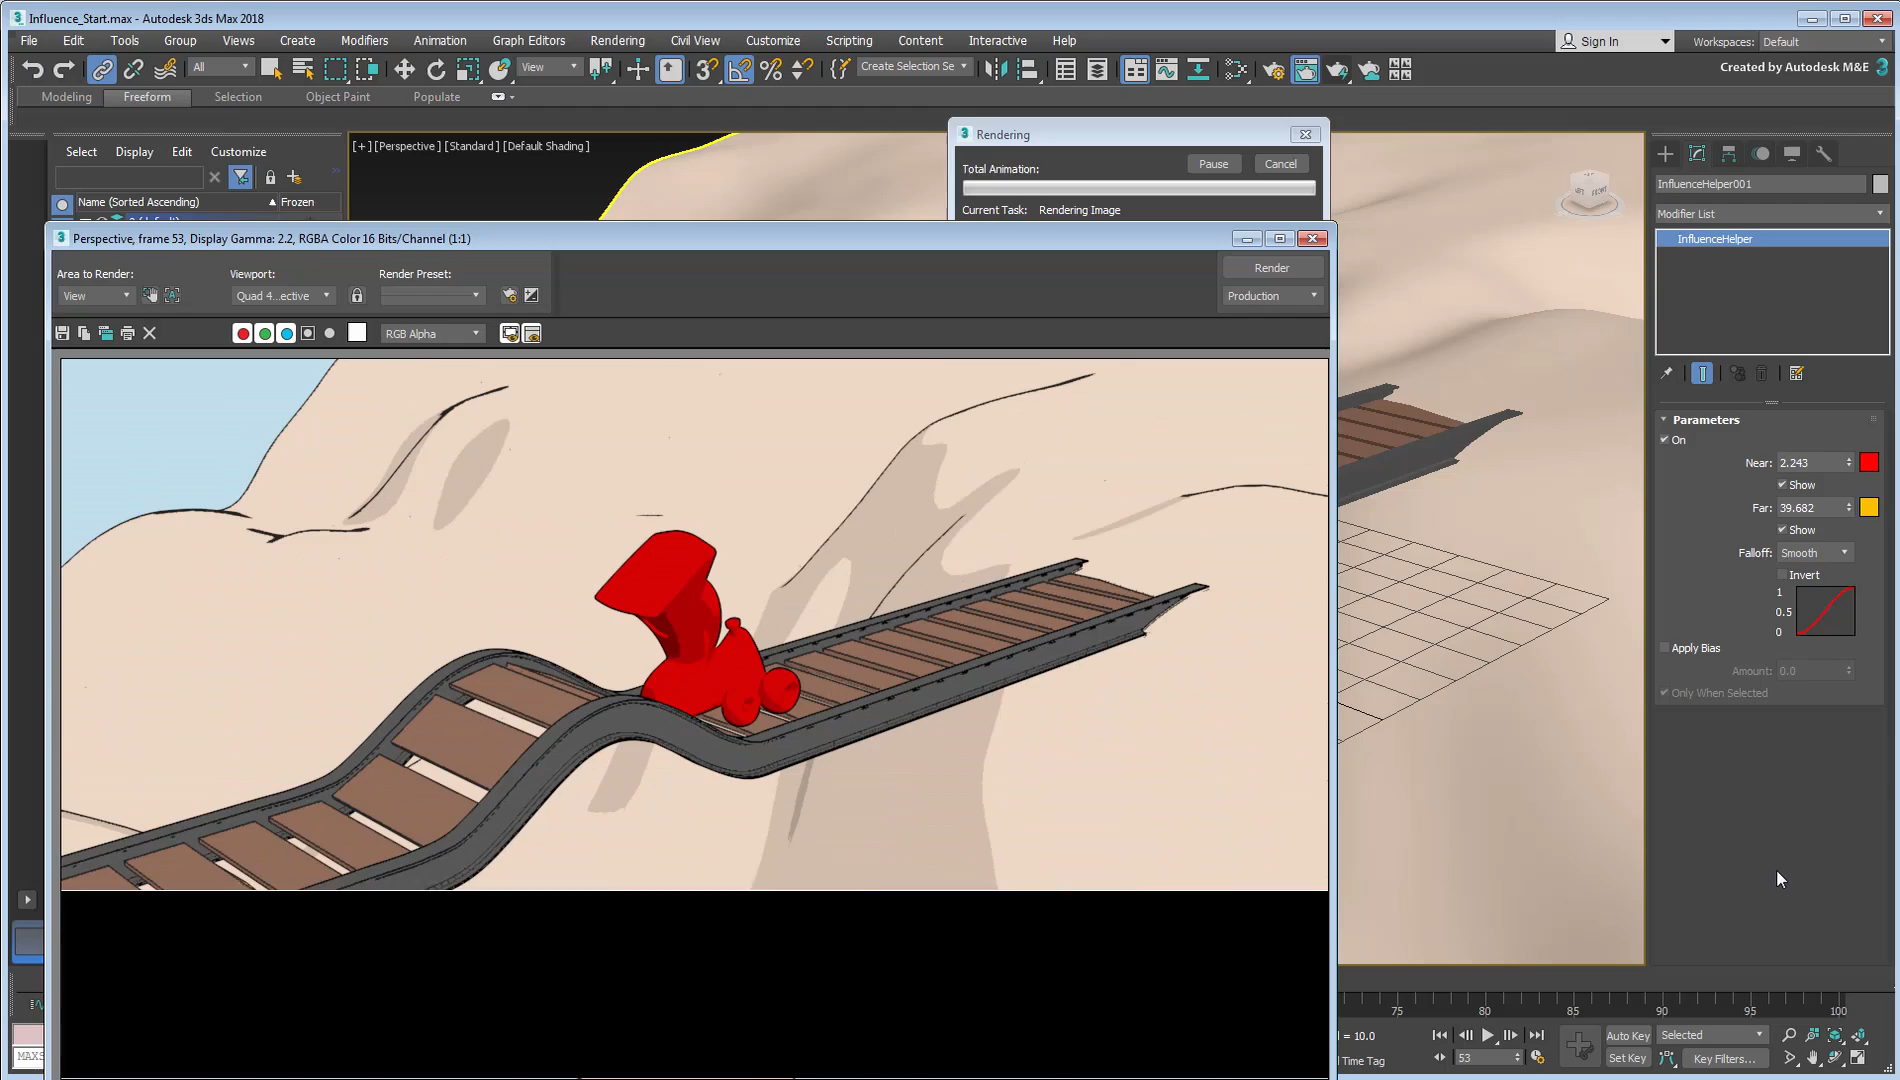 Influence_Start.max - Autodesk 3ds Max 2018
File Edit Tools Group Views Create Modifiers Animation Graph Editors Rendering Civil View Customize Scripting Content Interactive Help
Sign In Workspaces: Default
All View Create Selection Se Created by Autodesk M&E
Modeling Freeform Selection Object Paint Populate
Select Display Edit Customize
[+] [Perspective] [Standard] [Default Shading]
Rendering
Total Animation: Pause Cancel
Current Task: Rendering Image
Name (Sorted Ascending) Frozen
InfluenceHelper001
Modifier List
InfluenceHelper
Perspective, frame 53, Display Gamma: 2.2, RGBA Color 16 Bits/Channel (1:1)
Area to Render: Viewport: Render Preset: Render
View Quad 4...ective Production
RGB Alpha
Parameters
On
Near: 2.243
Show
Far: 39.682
Show
Falloff: Smooth
Invert
1
0.5
0
Apply Bias
Amount: 0.0
Only When Selected
75 80 85 90 95 100
= 10.0 Auto Key Selected
Time Tag 53 Set Key Key Filters...
MAXS